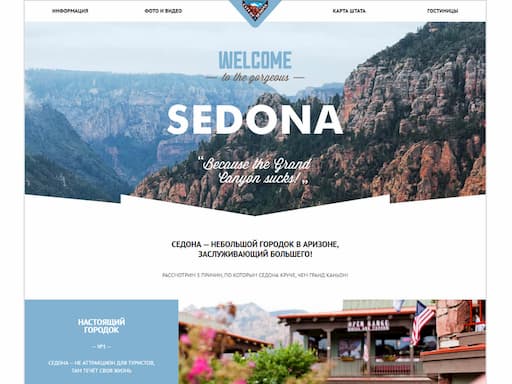 ИНФОРМАЦИЯ ФОТО И ВИДЕО КАРТА ШТАТА ГОСТИНИЦЫ
WELCOME
to the gorgeous
SEDONA
“Because the Grand
Canyon sucks!”
СЕДОНА — НЕБОЛЬШОЙ ГОРОДОК В АРИЗОНЕ,
ЗАСЛУЖИВАЮЩИЙ БОЛЬШЕГО!
РАССМОТРИМ 5 ПРИЧИН, ПО КОТОРЫМ СЕДОНА КРУЧЕ, ЧЕМ ГРАНД КАНЬОН!
НАСТОЯЩИЙ
ГОРОДОК
— №1 —
СЕДОНА — НЕ АТТРАКЦИОН ДЛЯ ТУРИСТОВ,
ТАМ ТЕЧЁТ СВОЯ ЖИЗНЬ
OPEN RANGE